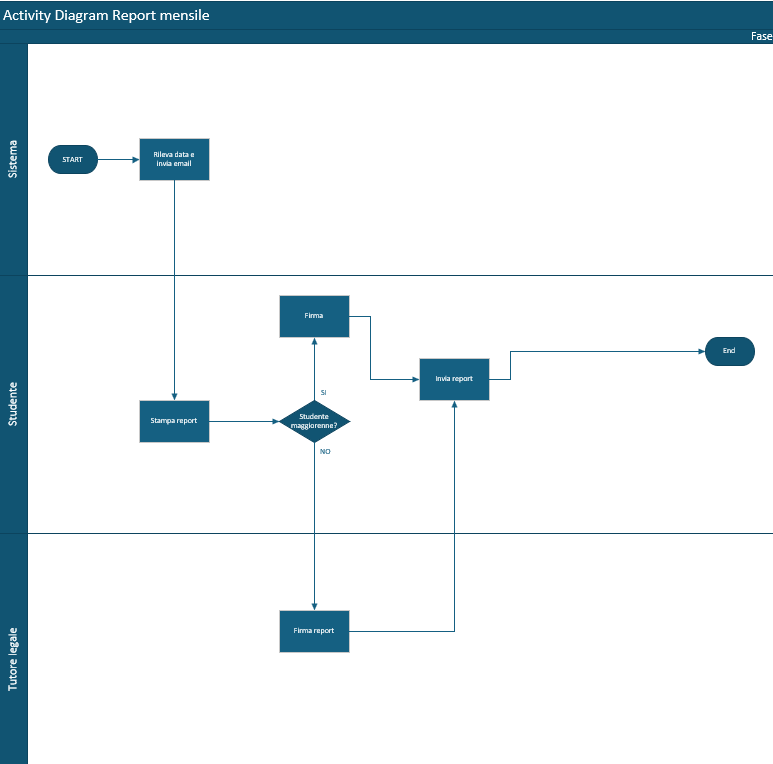 Activity Diagram Report mensile
Fase
Sistema
START
Rileva data e
invia email
Studente
Firma
Invia report
End
SI
Stampa report
Studente
maggiorenne?
NO
Tutore legale
Firma report